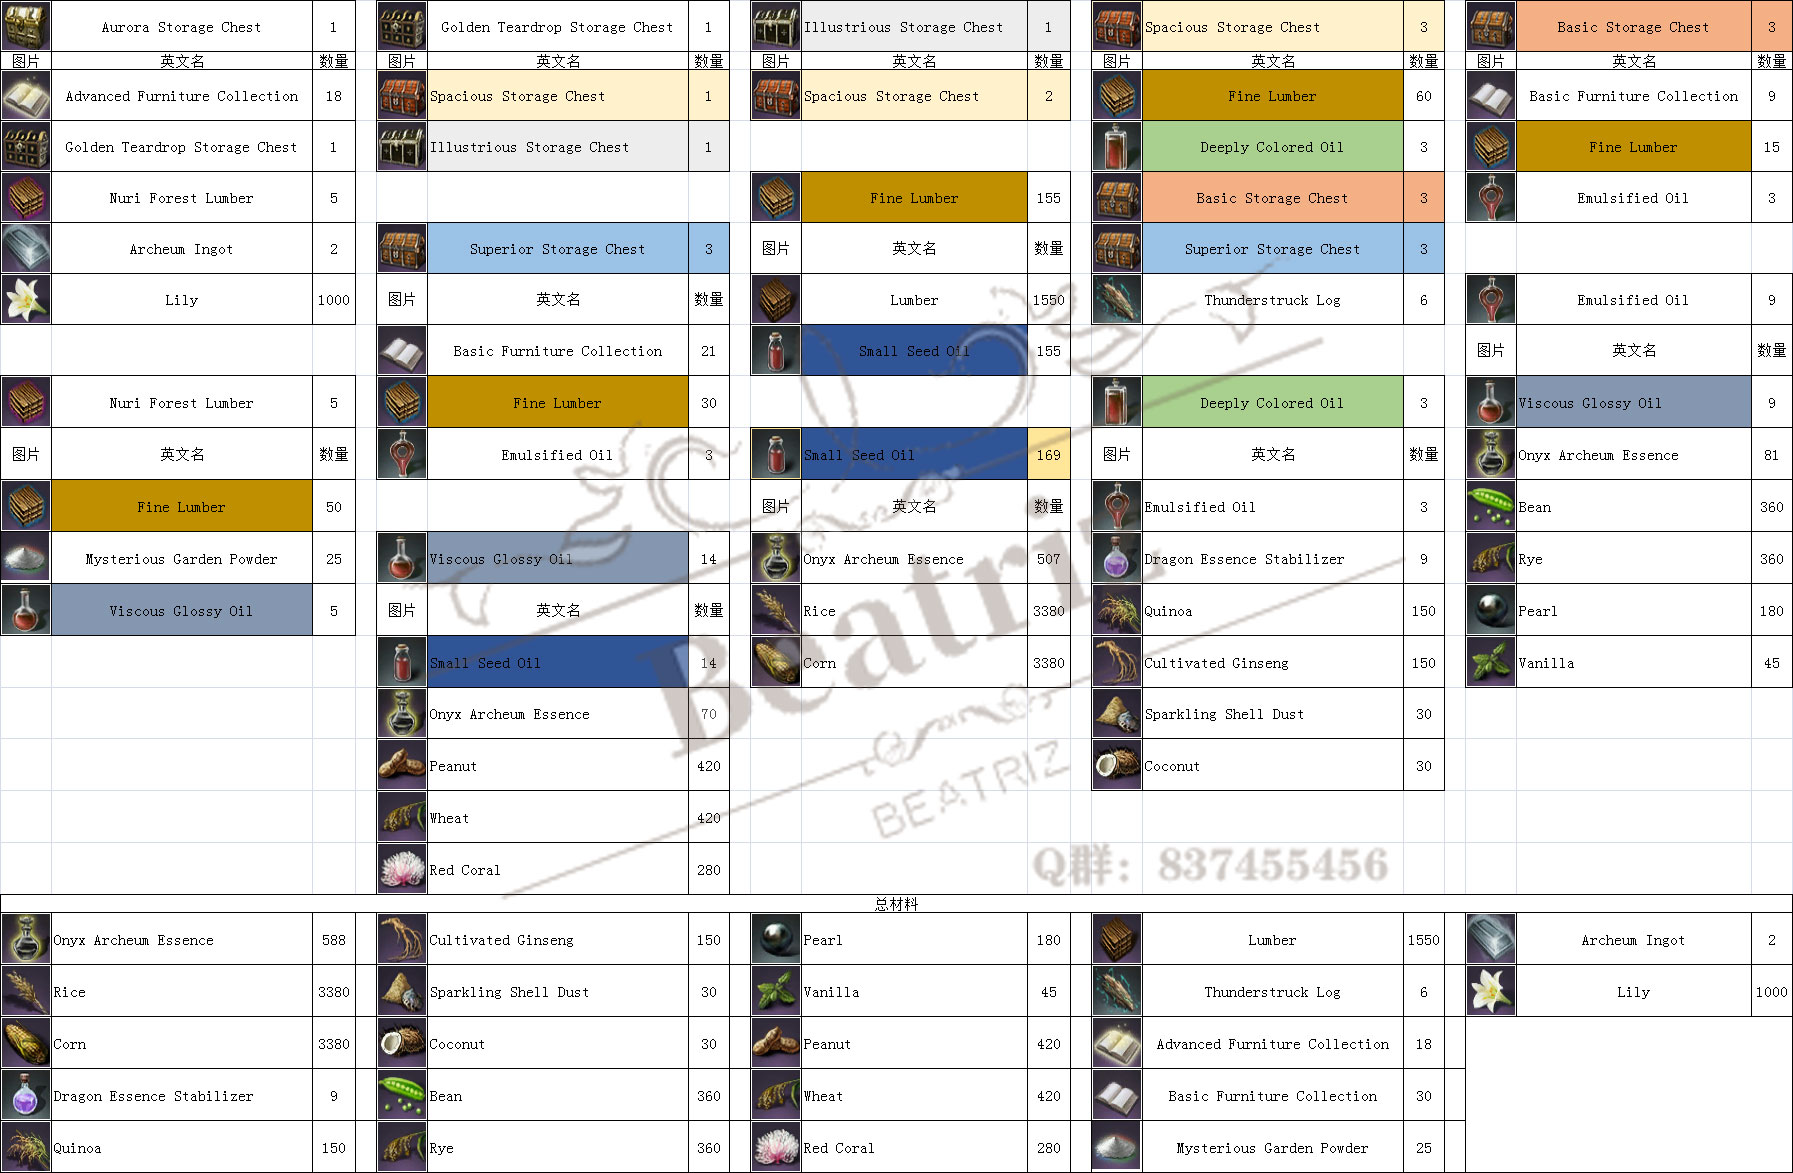 Aurora Storage Chest 1 Golden Teardrop Storage Chest 1 Illustrious Storage Chest 1 Spacious Storage Chest 3 Basic Storage Chest 3
图片 英文名 数量 图片 英文名 数量 图片 英文名 数量 图片 英文名 数量 图片 英文名 数量
Advanced Furniture Collection 18 Spacious Storage Chest 1 Spacious Storage Chest 2 Fine Lumber 60 Basic Furniture Collection 9
Golden Teardrop Storage Chest 1 Illustrious Storage Chest 1 Deeply Colored Oil 3 Fine Lumber 15
Nuri Forest Lumber 5 Fine Lumber 155 Basic Storage Chest 3 Emulsified Oil 3
Archeum Ingot 2 Superior Storage Chest 3 图片 英文名 数量 Superior Storage Chest 3
Lily 1000 图片 英文名 数量 Lumber 1550 Thunderstruck Log 6 Emulsified Oil 9
Basic Furniture Collection 21 Small Seed Oil 155 图片 英文名 数量
Nuri Forest Lumber 5 Fine Lumber 30 Deeply Colored Oil 3 Viscous Glossy Oil 9
图片 英文名 数量 Emulsified Oil 3 Small Seed Oil 169 图片 英文名 数量 Onyx Archeum Essence 81
Fine Lumber 50 图片 英文名 数量 Emulsified Oil 3 Bean 360
Mysterious Garden Powder 25 Viscous Glossy Oil 14 Onyx Archeum Essence 507 Dragon Essence Stabilizer 9 Rye 360
Viscous Glossy Oil 5 图片 英文名 数量 Rice 3380 Quinoa 150 Pearl 180
Small Seed Oil 14 Corn 3380 Cultivated Ginseng 150 Vanilla 45
Onyx Archeum Essence 70 Sparkling Shell Dust 30
Peanut 420 Coconut 30
Wheat 420
Red Coral 280
Beatriz
BEATRIZ
Q群：837455456
总材料
Onyx Archeum Essence 588 Cultivated Ginseng 150 Pearl 180 Lumber 1550 Archeum Ingot 2
Rice 3380 Sparkling Shell Dust 30 Vanilla 45 Thunderstruck Log 6 Lily 1000
Corn 3380 Coconut 30 Peanut 420 Advanced Furniture Collection 18
Dragon Essence Stabilizer 9 Bean 360 Wheat 420 Basic Furniture Collection 30
Quinoa 150 Rye 360 Red Coral 280 Mysterious Garden Powder 25